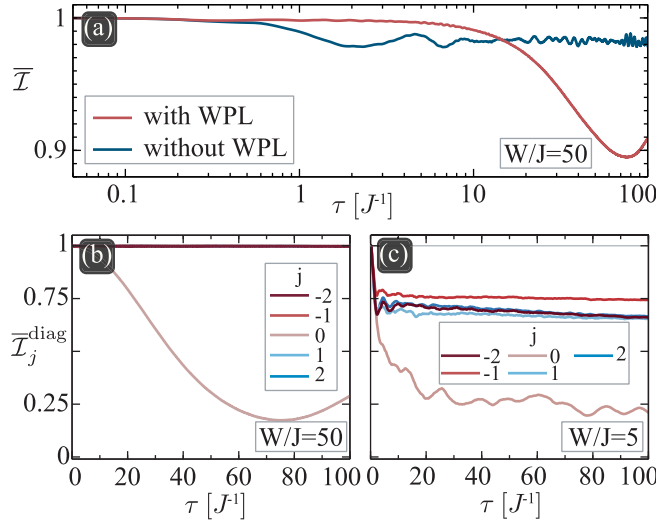 1
(a)
I̅
with WPL
without WPL
W/J=50
0.9
0.1 1 10 100
τ [J⁻¹]
1 (b) (c)
j j
-2
-1
0
1
2
0.75
I̅ⱼᵈⁱᵃᵍ
0.5
-2 0 2
-1 1
0.25
W/J=50 W/J=5
0
0 20 40 60 80 100 0 20 40 60 80 100
τ [J⁻¹] τ [J⁻¹]